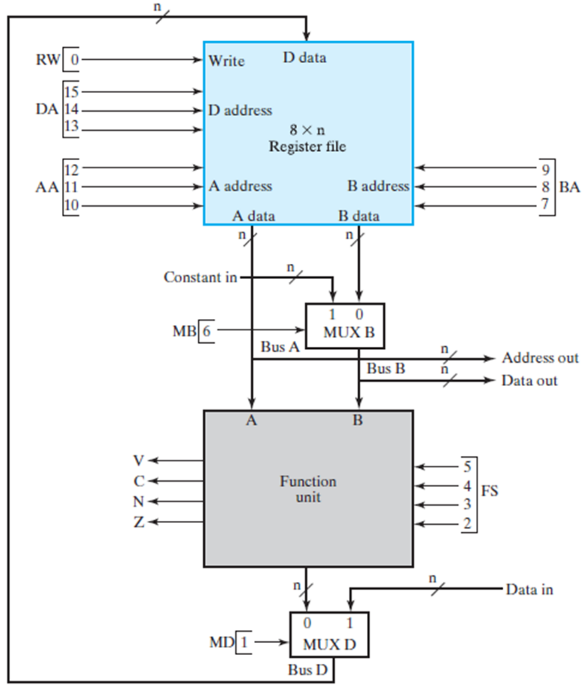 n
RW 0 Write D data
15
DA 14 D address
13
8 × n
Register file
12 9
AA 11 A address B address 8 BA
10 7
A data B data
n n
Constant in n
1 0
MB 6 MUX B
Bus A
n Address out
Bus B n Data out
A B
V 5
C Function 4 FS
N unit 3
Z 2
n n Data in
0 1
MD 1 MUX D
Bus D